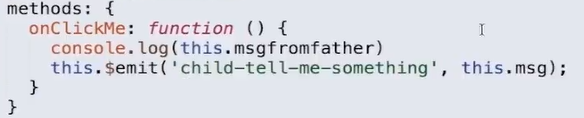 methods: {
  onClickMe: function () {
    console.log(this.msgfromfather)
    this.$emit('child-tell-me-something', this.msg);
  }
}